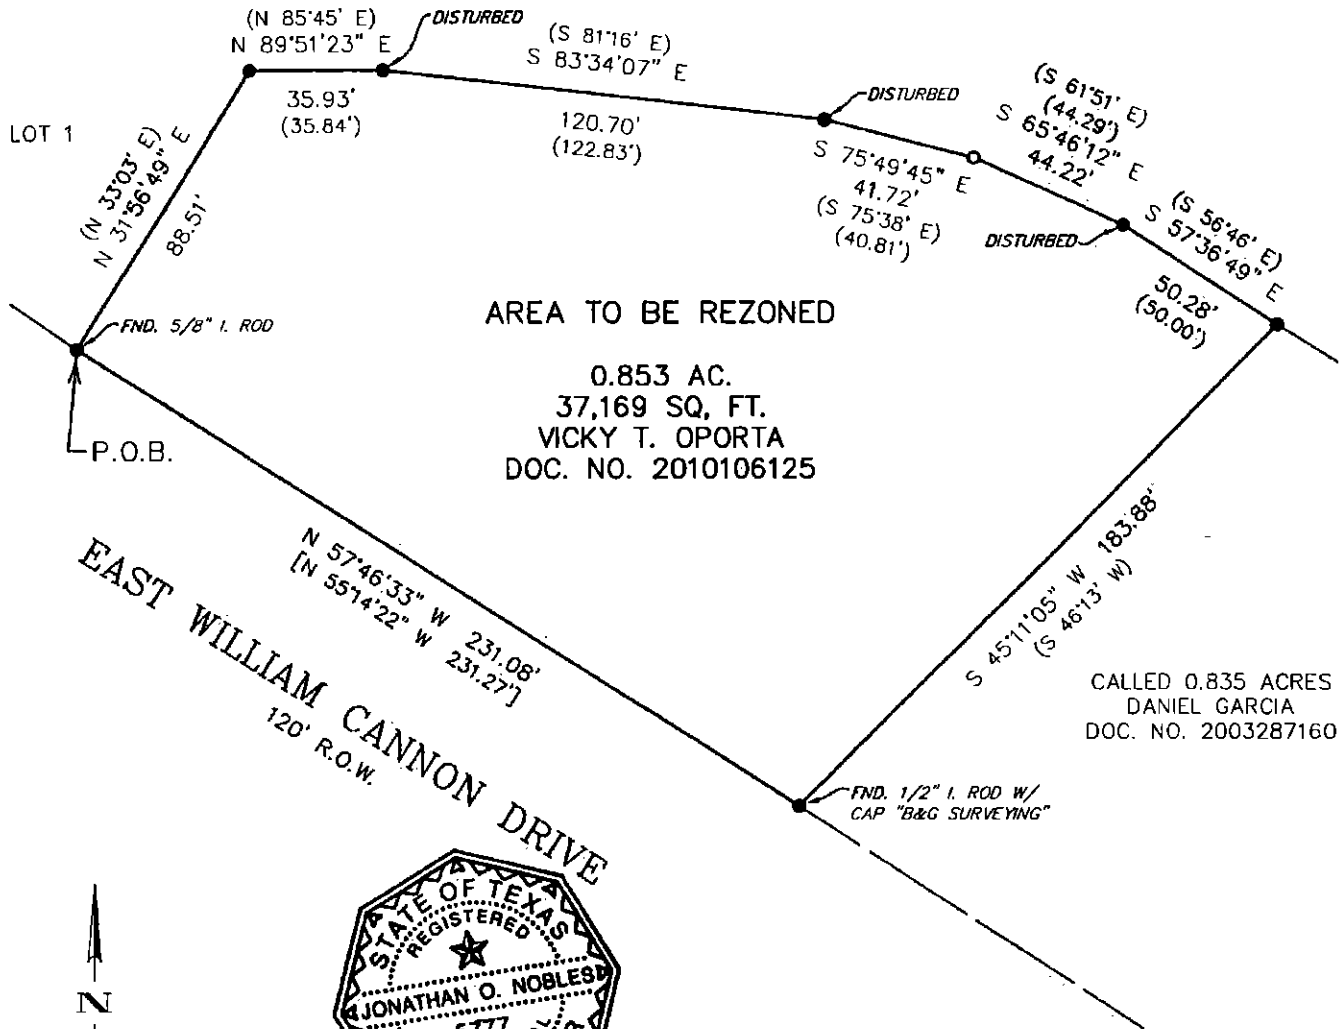 (N 85°45' E)
N 89°51'23" E
DISTURBED
35.93'
(35.84')
(S 81°16' E)
S 83°34'07" E
120.70'
(122.83')
DISTURBED
S 75°49'45" E
41.72'
(S 75°38' E)
(40.81')
(S 61°51' E)
(44.29')
S 65°46'12" E
44.22'
DISTURBED
(S 56°46' E)
S 57°36'49" E
50.28'
(50.00')
LOT 1
(N 33°03' E)
N 31°56'49" E
88.51'
FND. 5/8" I. ROD
P.O.B.
AREA TO BE REZONED
0.853 AC.
37,169 SQ, FT.
VICKY T. OPORTA
DOC. NO. 2010106125
N 57°46'33" W 231.08'
[N 55°14'22" W 231.27']
EAST WILLIAM CANNON DRIVE
120' R.O.W.
S 45°11'05" W 183.88'
(S 46°13' W)
CALLED 0.835 ACRES
DANIEL GARCIA
DOC. NO. 2003287160
FND. 1/2" I. ROD W/
CAP "B&G SURVEYING"
N
STATE OF TEXAS
REGISTERED
JONATHAN O. NOBLES
5777